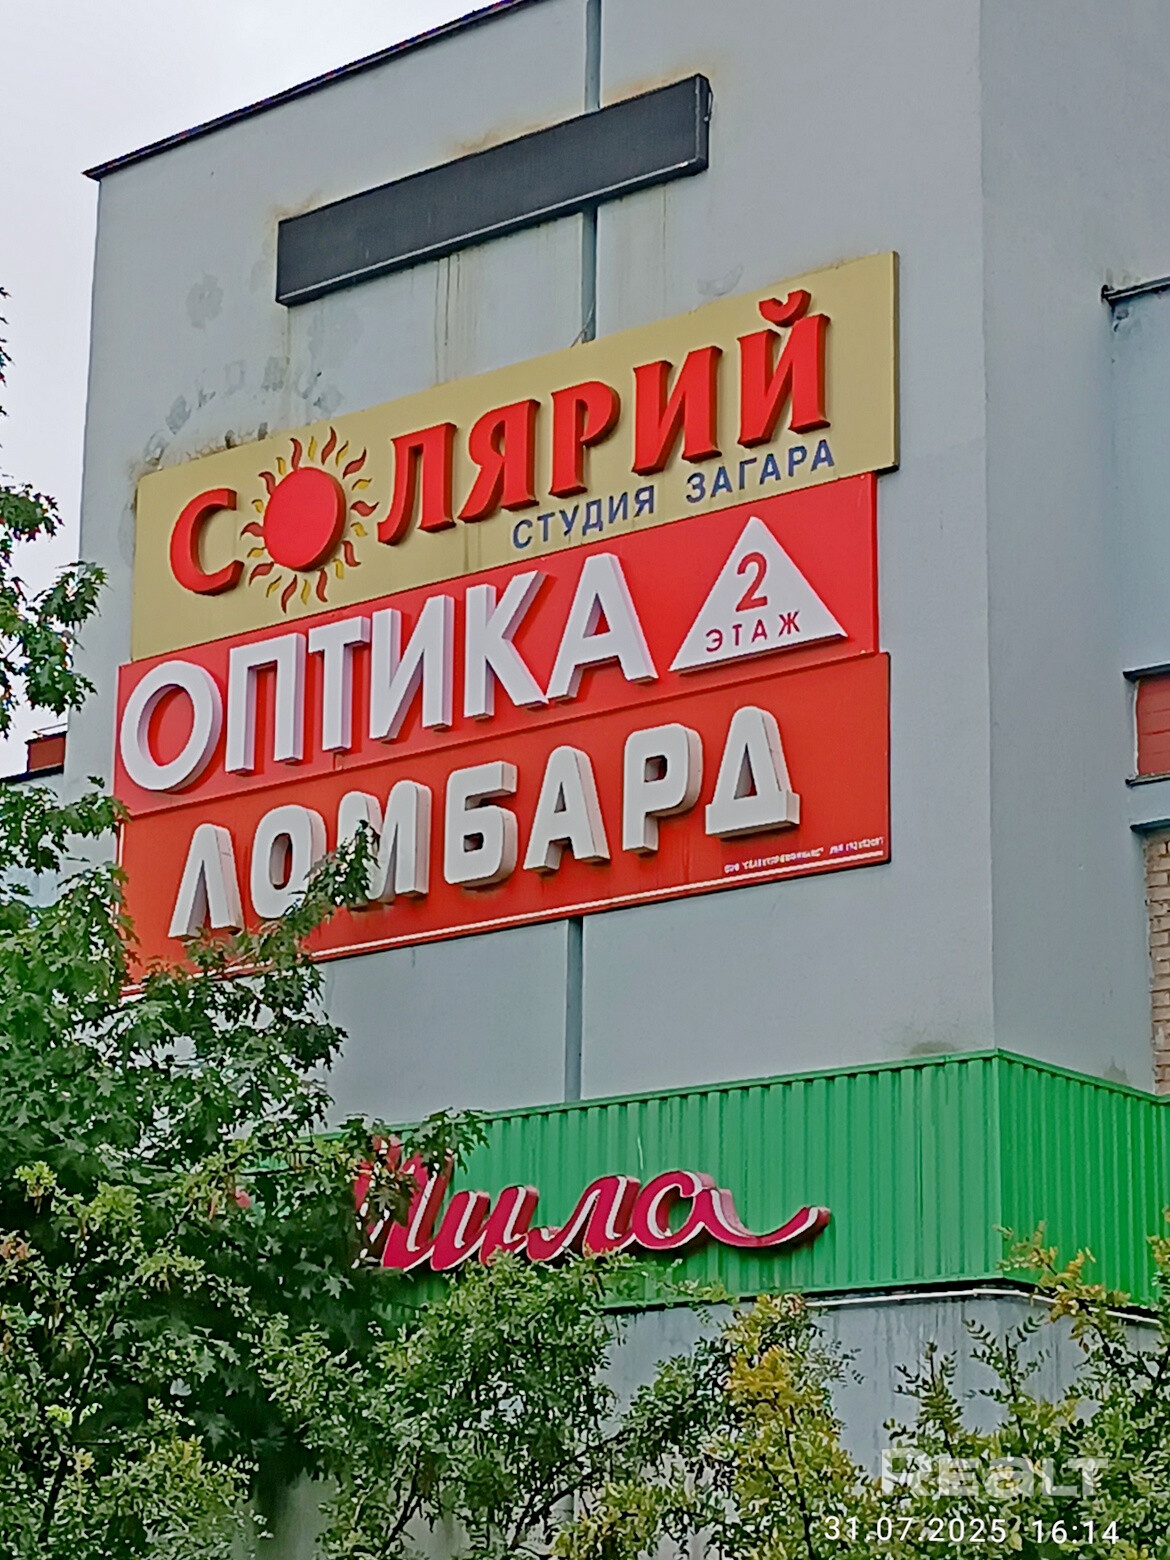 СОЛЯРИЙ
СТУДИЯ ЗАГАРА
ОПТИКА
2
ЭТАЖ
ЛОМБАРД
Мила
REALT
31.07.2025 16:14